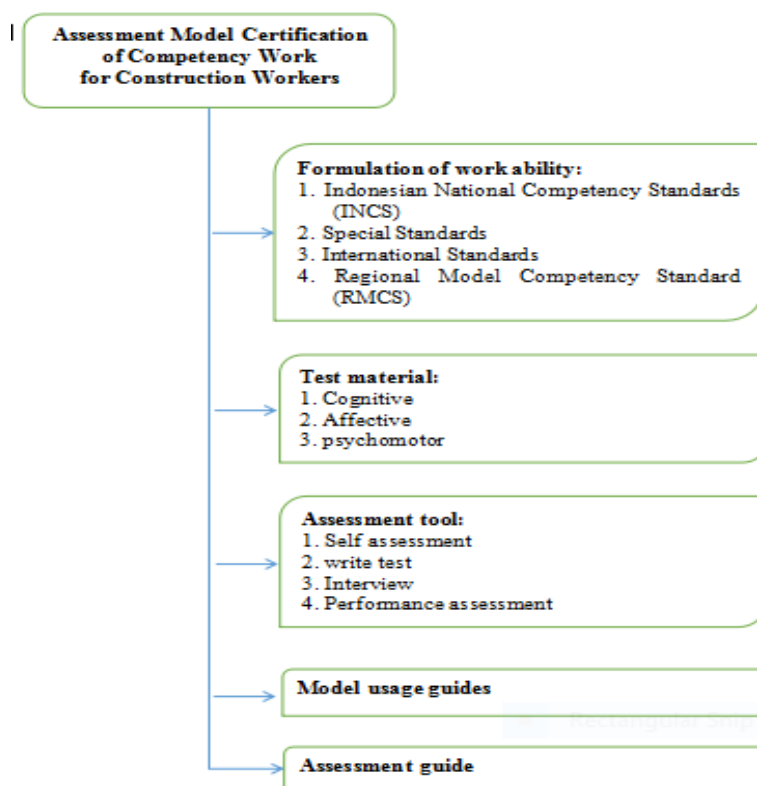 Assessment Model Certification
of Competency Work
for Construction Workers
Formulation of work ability:
1. Indonesian National Competency Standards
(INCS)
2. Special Standards
3. International Standards
4. Regional Model Competency Standard
(RMCS)
Test material:
1. Cognitive
2. Affective
3. psychomotor
Assessment tool:
1. Self assessment
2. write test
3. Interview
4. Performance assessment
Model usage guides
Rectangular Snip
Assessment guide